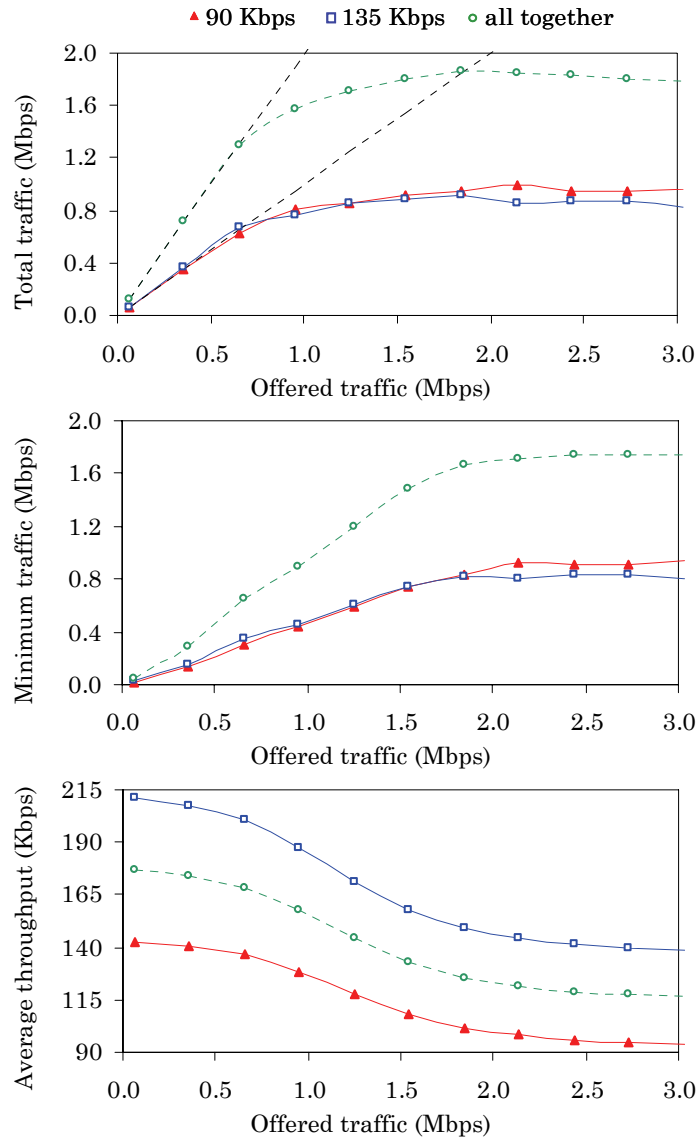 90 Kbps 135 Kbps all together
Total traffic (Mbps)
2.0
1.6
1.2
0.8
0.4
0.0
0.0 0.5 1.0 1.5 2.0 2.5 3.0
Offered traffic (Mbps)
Minimum traffic (Mbps)
2.0
1.6
1.2
0.8
0.4
0.0
0.0 0.5 1.0 1.5 2.0 2.5 3.0
Offered traffic (Mbps)
Average throughput (Kbps)
215
190
165
140
115
90
0.0 0.5 1.0 1.5 2.0 2.5 3.0
Offered traffic (Mbps)